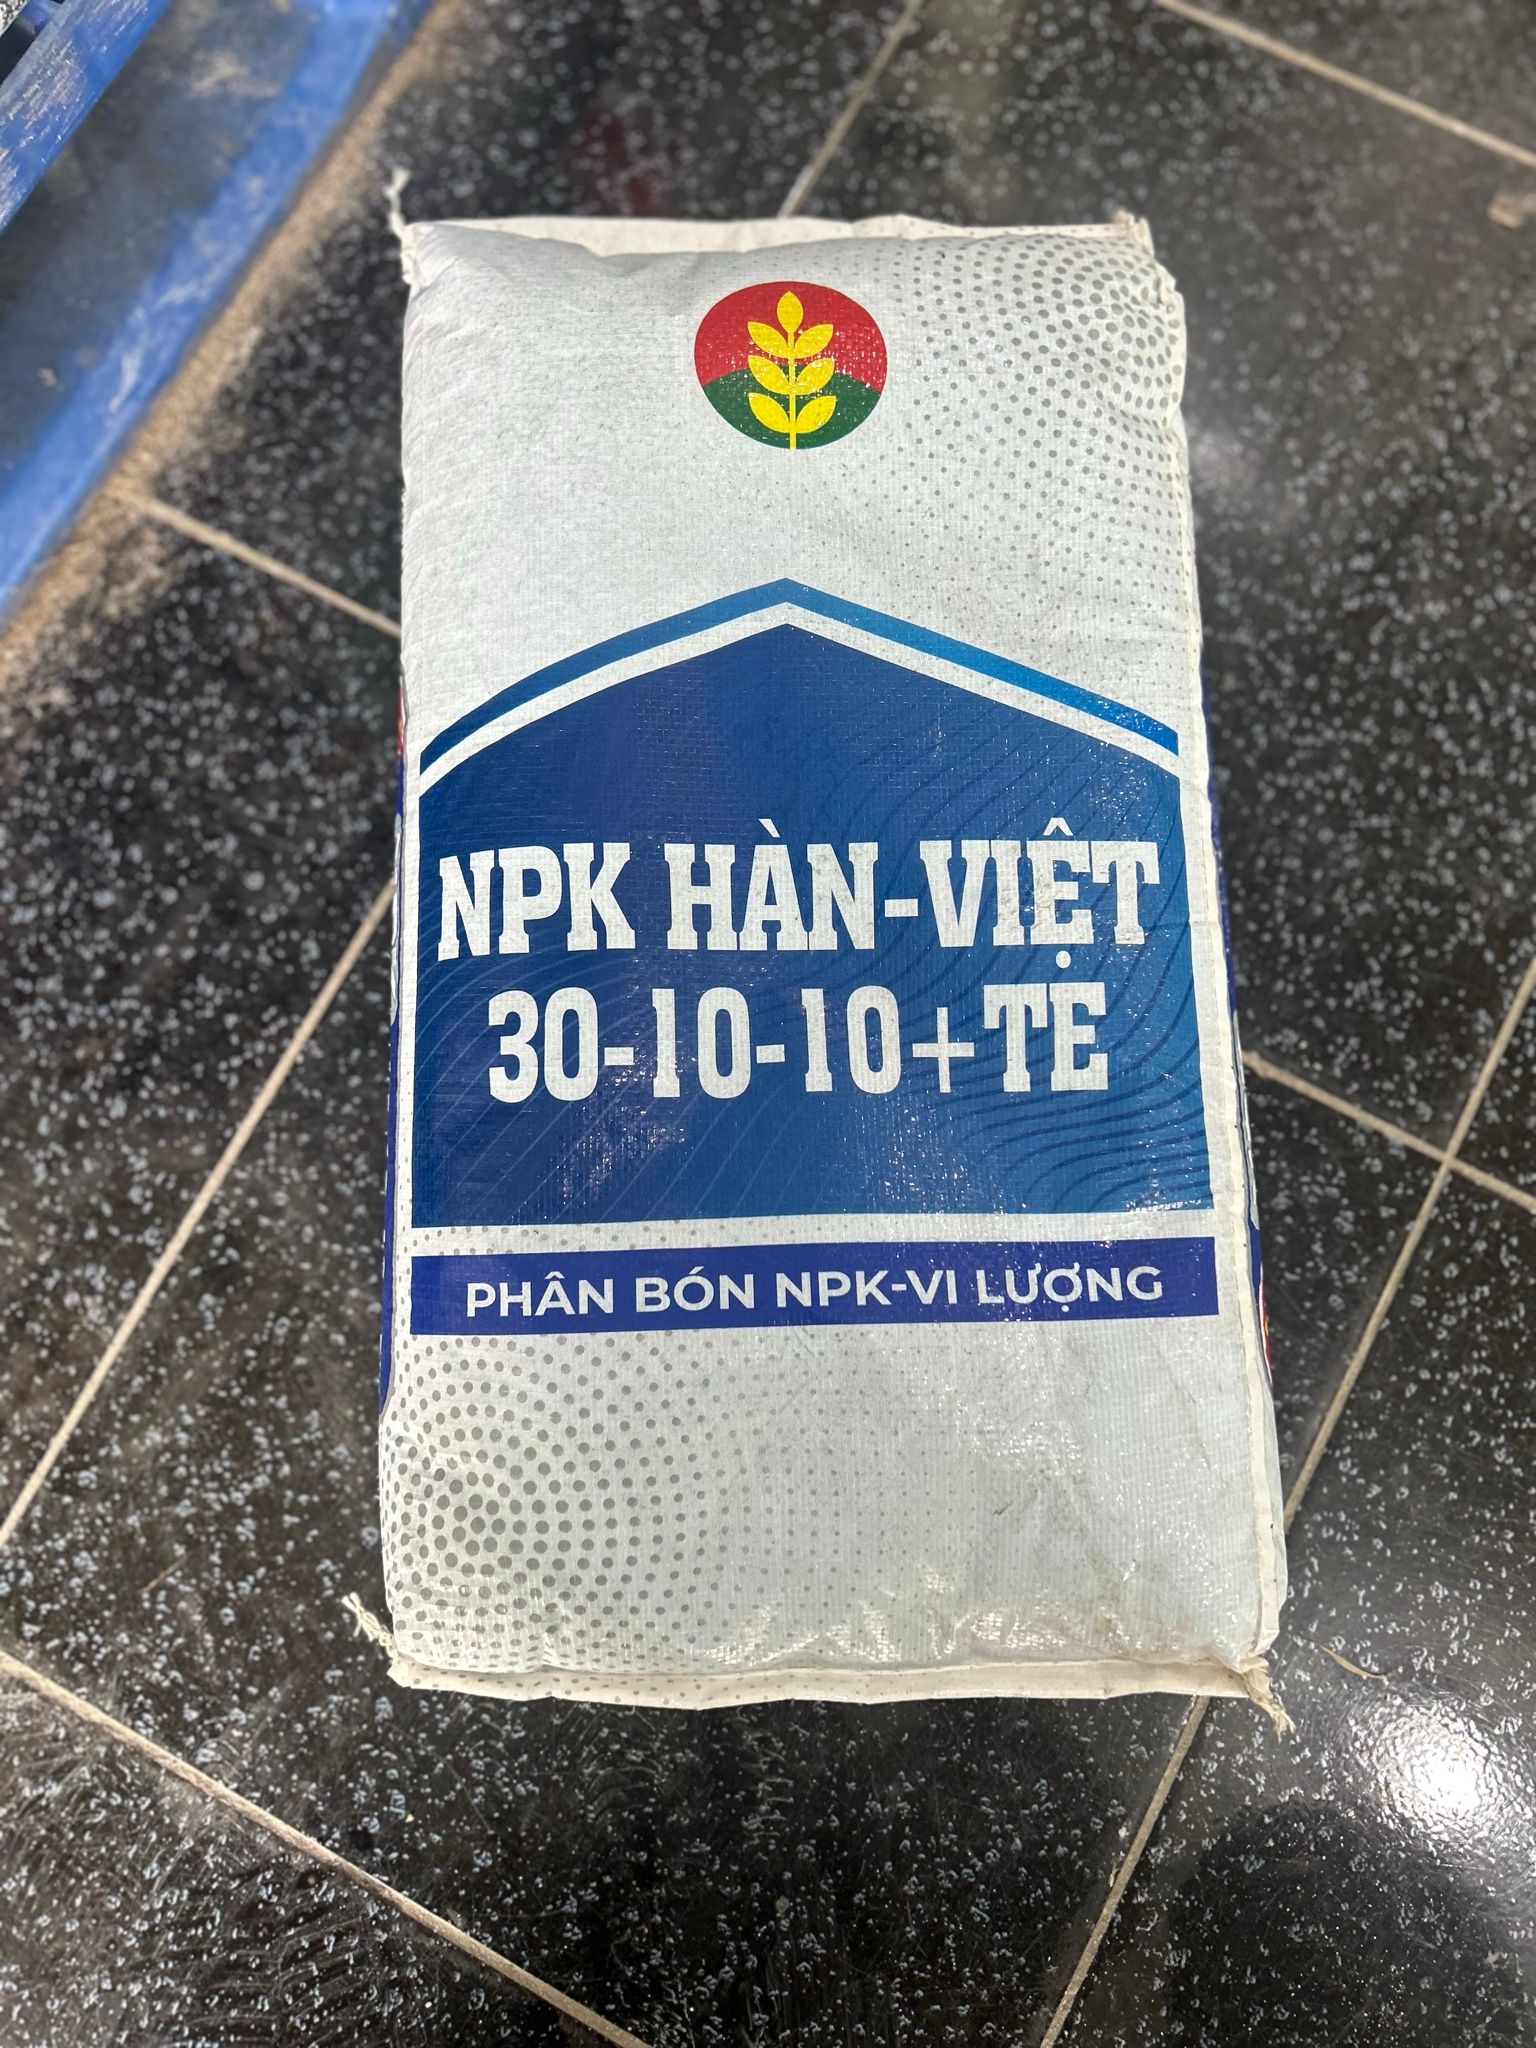 NPK HÀN-VIỆT
30-10-10+TE
PHÂN BÓN NPK-VI LƯỢNG